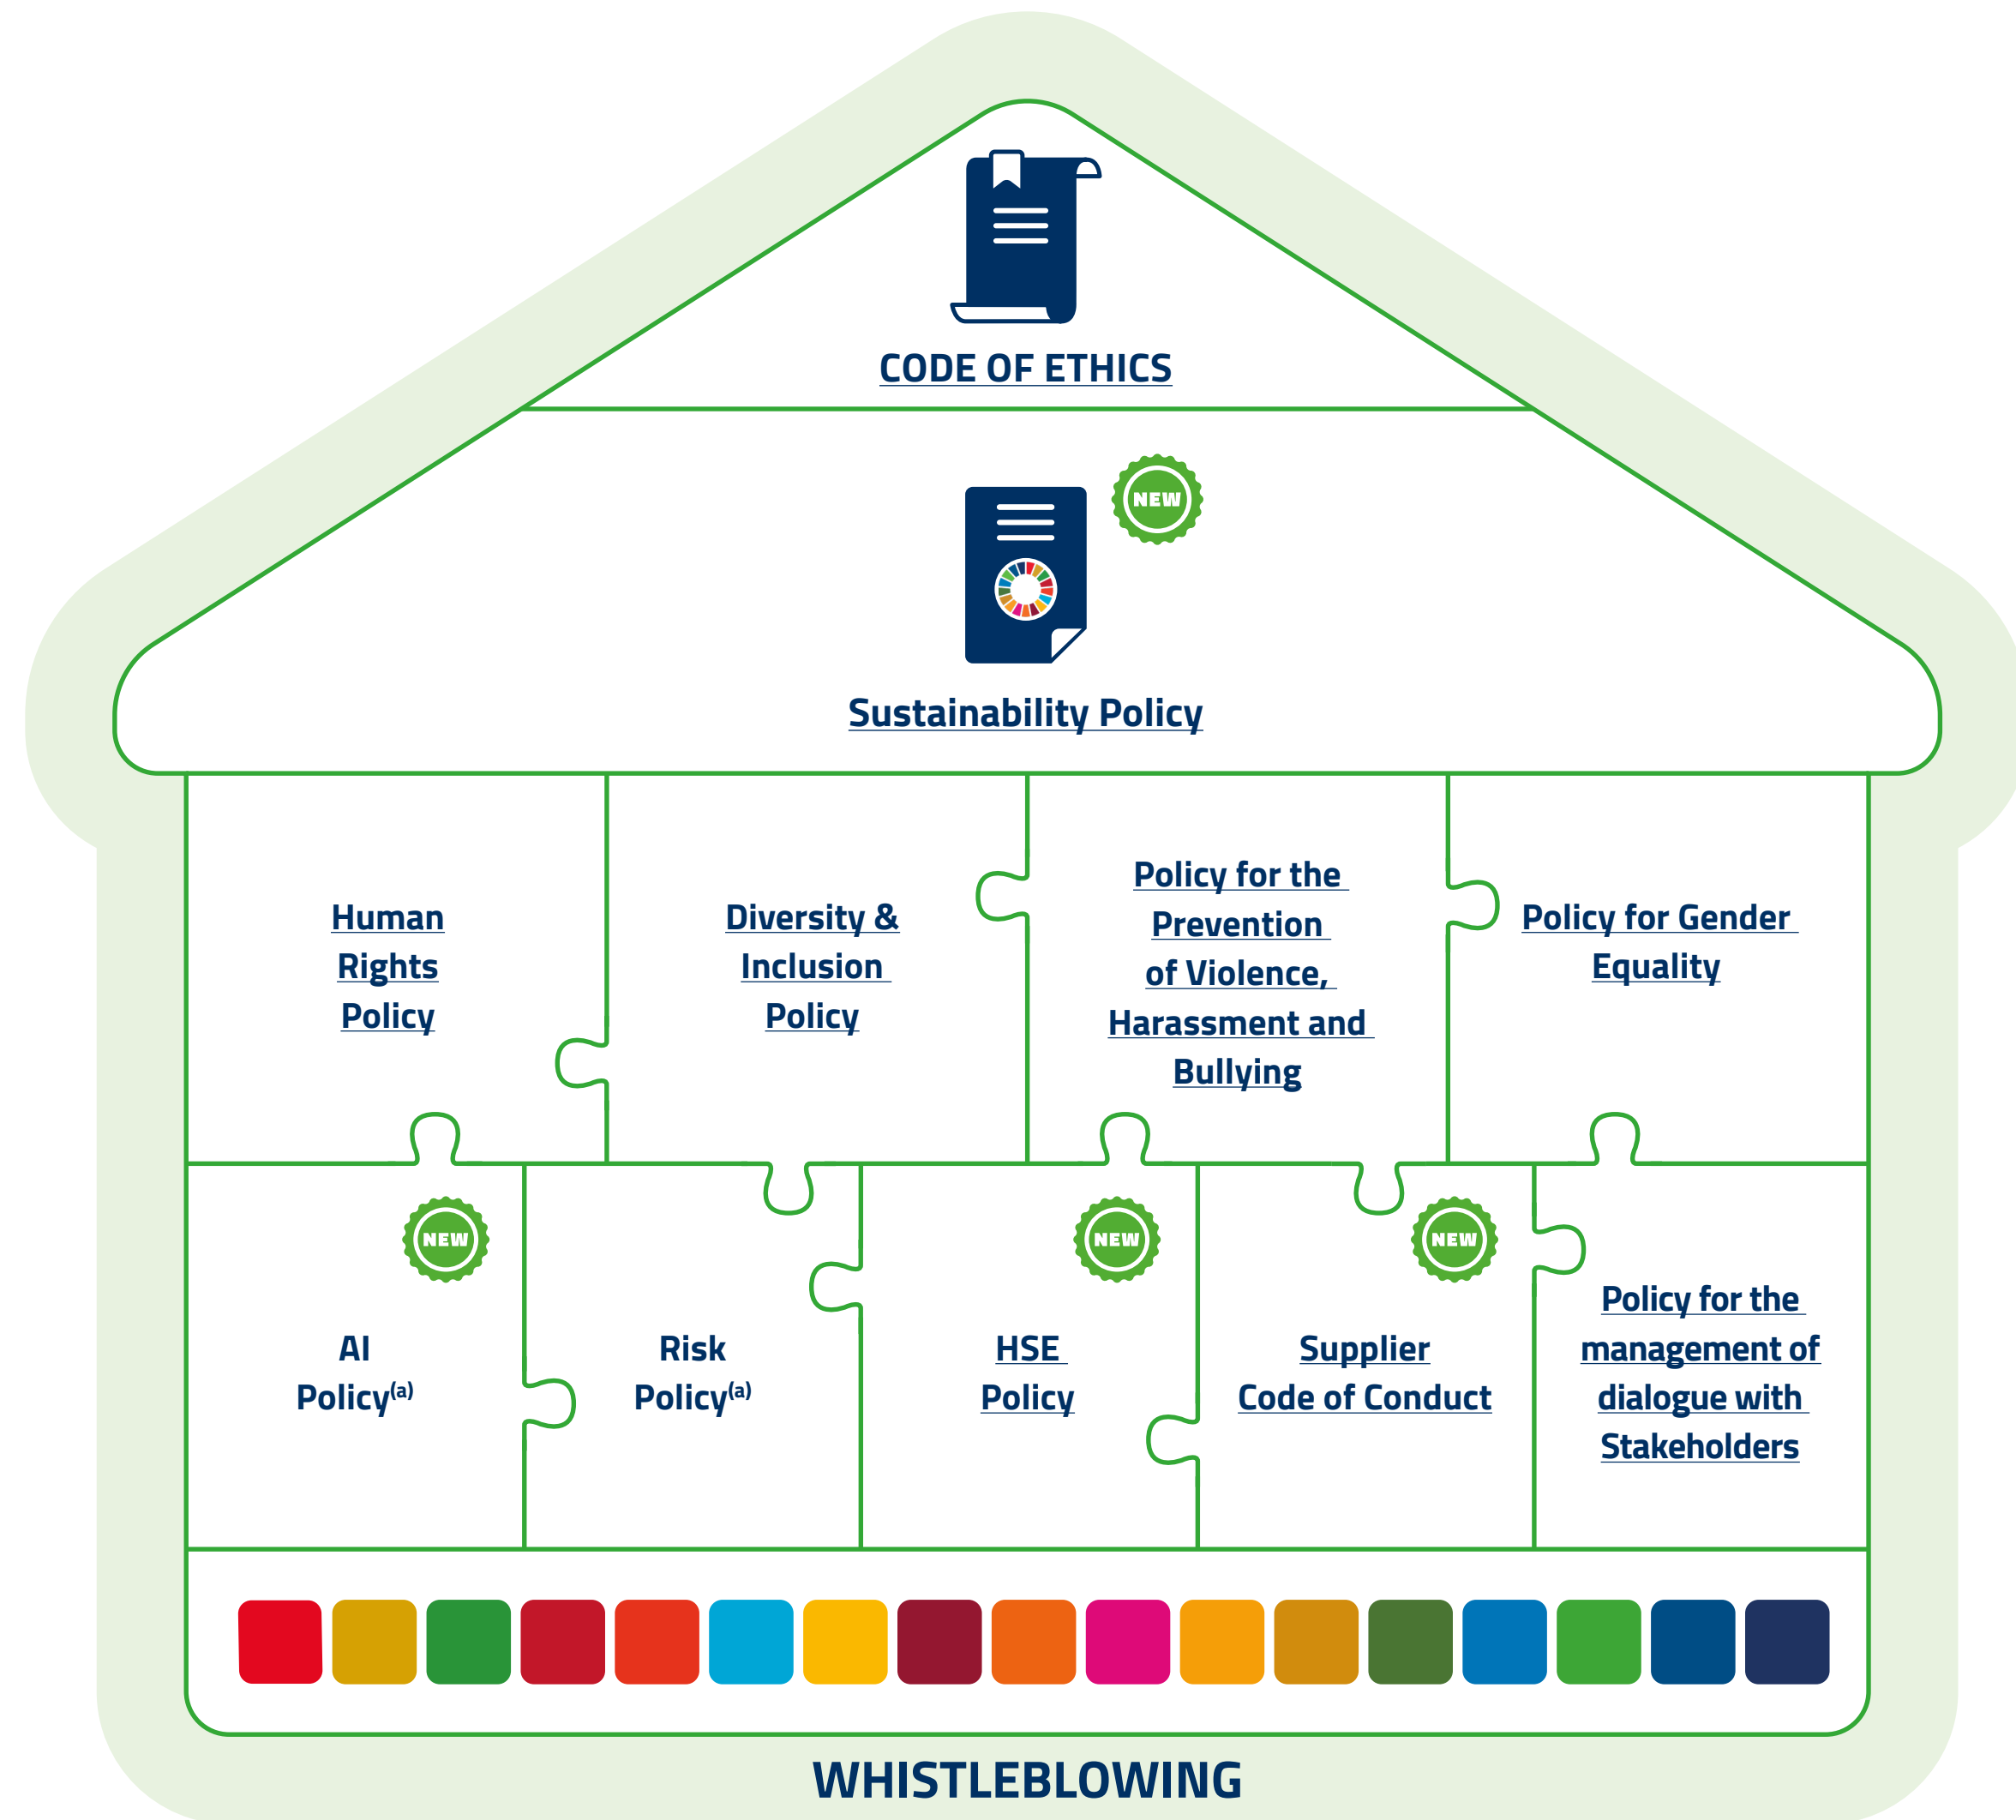 CODE OF ETHICS
NEW
Sustainability Policy
Human
Rights
Policy
Diversity &
Inclusion
Policy
Policy for the
Prevention
of Violence,
Harassment and
Bullying
Policy for Gender
Equality
NEW
AI
Policy(a)
Risk
Policy(a)
NEW
HSE
Policy
NEW
Supplier
Code of Conduct
Policy for the
management of
dialogue with
Stakeholders
WHISTLEBLOWING